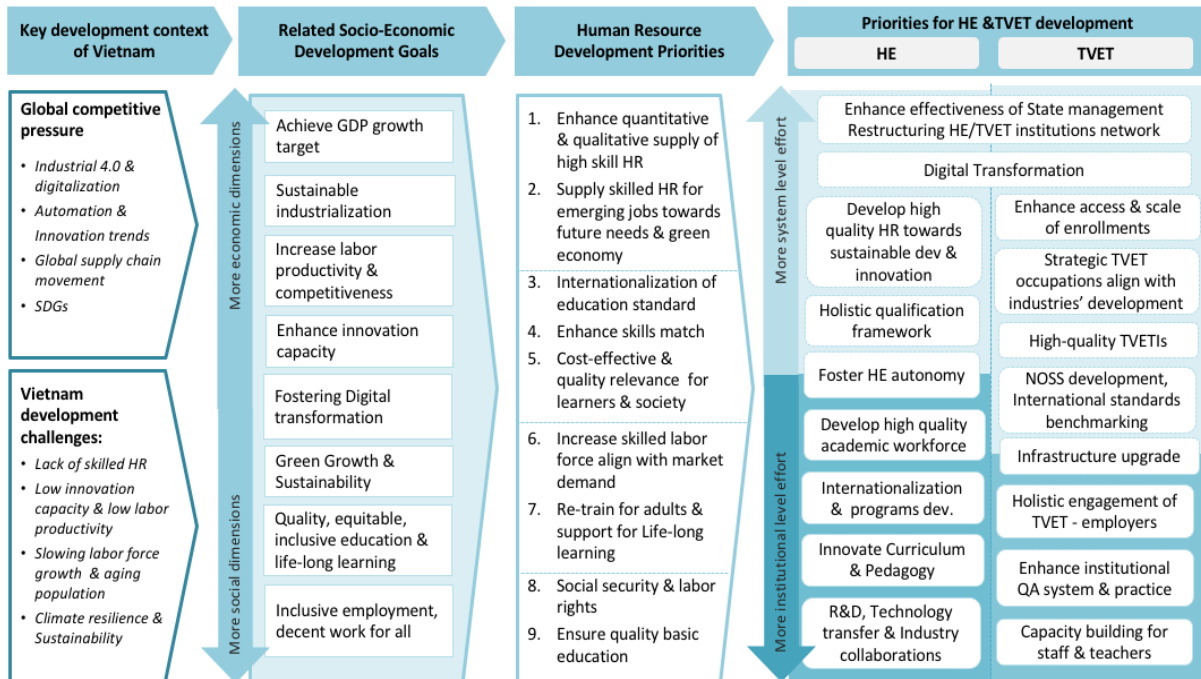 Key development context
of Vietnam
Related Socio-Economic
Development Goals
Human Resource
Development Priorities
Priorities for HE &TVET development
HE
TVET
Global competitive
pressure
• Industrial 4.0 &
digitalization
• Automation &
Innovation trends
• Global supply chain
movement
• SDGs
Vietnam
development
challenges:
• Lack of skilled HR
• Low innovation
capacity & low labor
productivity
• Slowing labor force
growth & aging
population
• Climate resilience &
Sustainability
More economic dimensions
More social dimensions
Achieve GDP growth
target
Sustainable
industrialization
Increase labor
productivity &
competitiveness
Enhance innovation
capacity
Fostering Digital
transformation
Green Growth &
Sustainability
Quality, equitable,
inclusive education &
life-long learning
Inclusive employment,
decent work for all
1. Enhance quantitative
& qualitative supply of
high skill HR
2. Supply skilled HR for
emerging jobs towards
future needs & green
economy
3. Internationalization of
education standard
4. Enhance skills match
5. Cost-effective &
quality relevance for
learners & society
6. Increase skilled labor
force align with market
demand
7. Re-train for adults &
support for Life-long
learning
8. Social security & labor
rights
9. Ensure quality basic
education
More system level effort
More institutional level effort
Enhance effectiveness of State management
Restructuring HE/TVET institutions network
Digital Transformation
Develop high
quality HR towards
sustainable dev &
innovation
Holistic qualification
framework
Foster HE autonomy
Develop high quality
academic workforce
Internationalization
& programs dev.
Innovate Curriculum
& Pedagogy
R&D, Technology
transfer & Industry
collaborations
Enhance access & scale
of enrollments
Strategic TVET
occupations align with
industries' development
High-quality TVETIs
NOSS development,
International standards
benchmarking
Infrastructure upgrade
Holistic engagement of
TVET - employers
Enhance institutional
QA system & practice
Capacity building for
staff & teachers